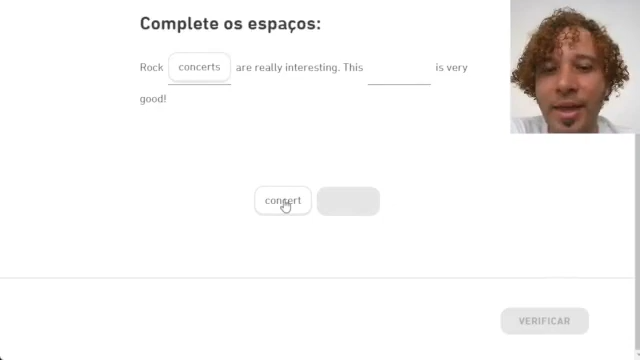 Complete os espaços:
Rock concerts are really interesting. This is very
good!
concert
VERIFICAR